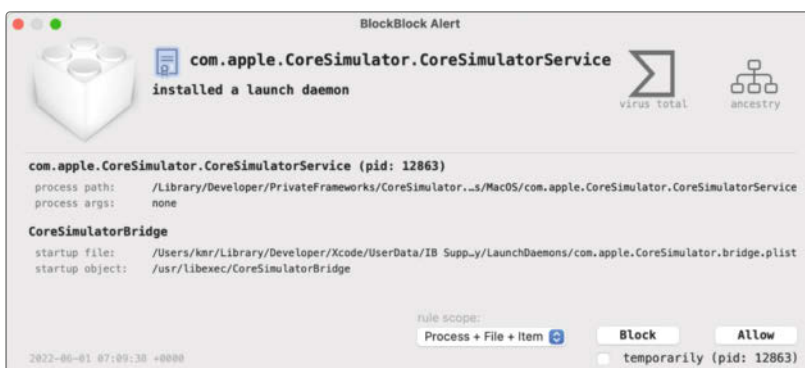 BlockBlock Alert
com.apple.CoreSimulator.CoreSimulatorService
installed a launch daemon
virus total
ancestry
com.apple.CoreSimulator.CoreSimulatorService (pid: 12863)
process path: /Library/Developer/PrivateFrameworks/CoreSimulator.…s/MacOS/com.apple.CoreSimulator.CoreSimulatorService
process args: none
CoreSimulatorBridge
startup file: /Users/kmr/Library/Developer/Xcode/UserData/IB Supp…y/LaunchDaemons/com.apple.CoreSimulator.bridge.plist
startup object: /usr/libexec/CoreSimulatorBridge
rule scope:
Process + File + Item
Block
Allow
temporarily (pid: 12863)
2022-06-01 07:09:38 +0000